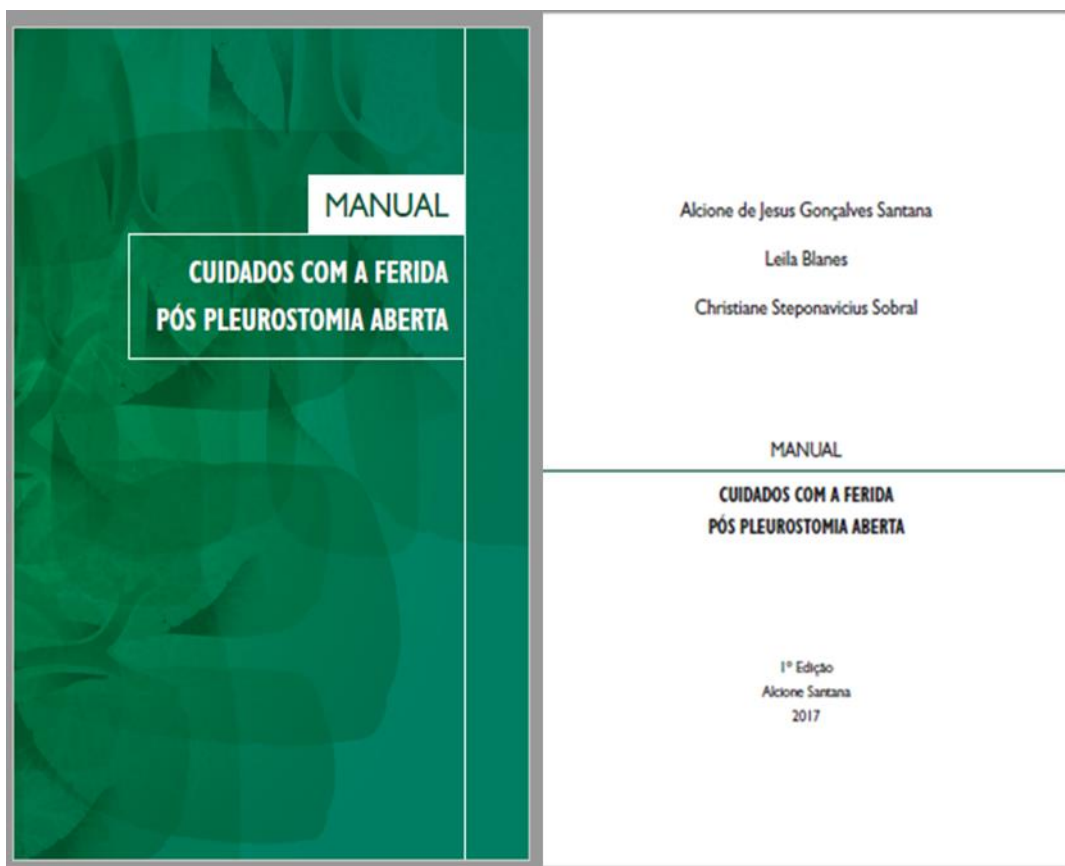 MANUAL
CUIDADOS COM A FERIDA
PÓS PLEUROSTOMIA ABERTA
Alcione de Jesus Gonçalves Santana
Leila Blanes
Christiane Steponavicius Sobral
MANUAL
CUIDADOS COM A FERIDA
PÓS PLEUROSTOMIA ABERTA
1º Edição
Alcione Santana
2017